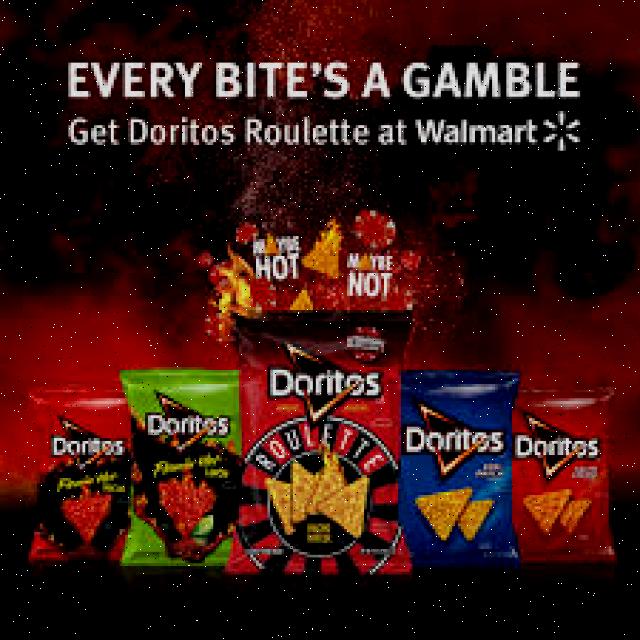 EVERY BITE'S A GAMBLE
Get Doritos Roulette at Walmart
MAYBE HOT
MAYBE NOT
Doritos
ROULETTE
Doritos
Doritos
Doritos
Doritos